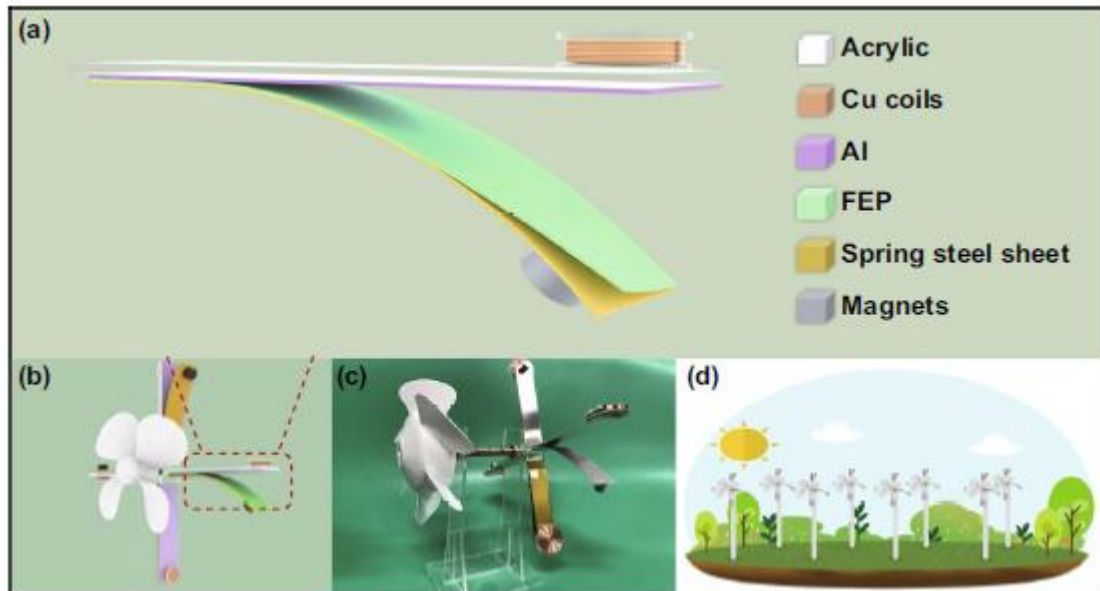 (a)
Acrylic
Cu coils
Al
FEP
Spring steel sheet
Magnets
(b)
(c)
(d)